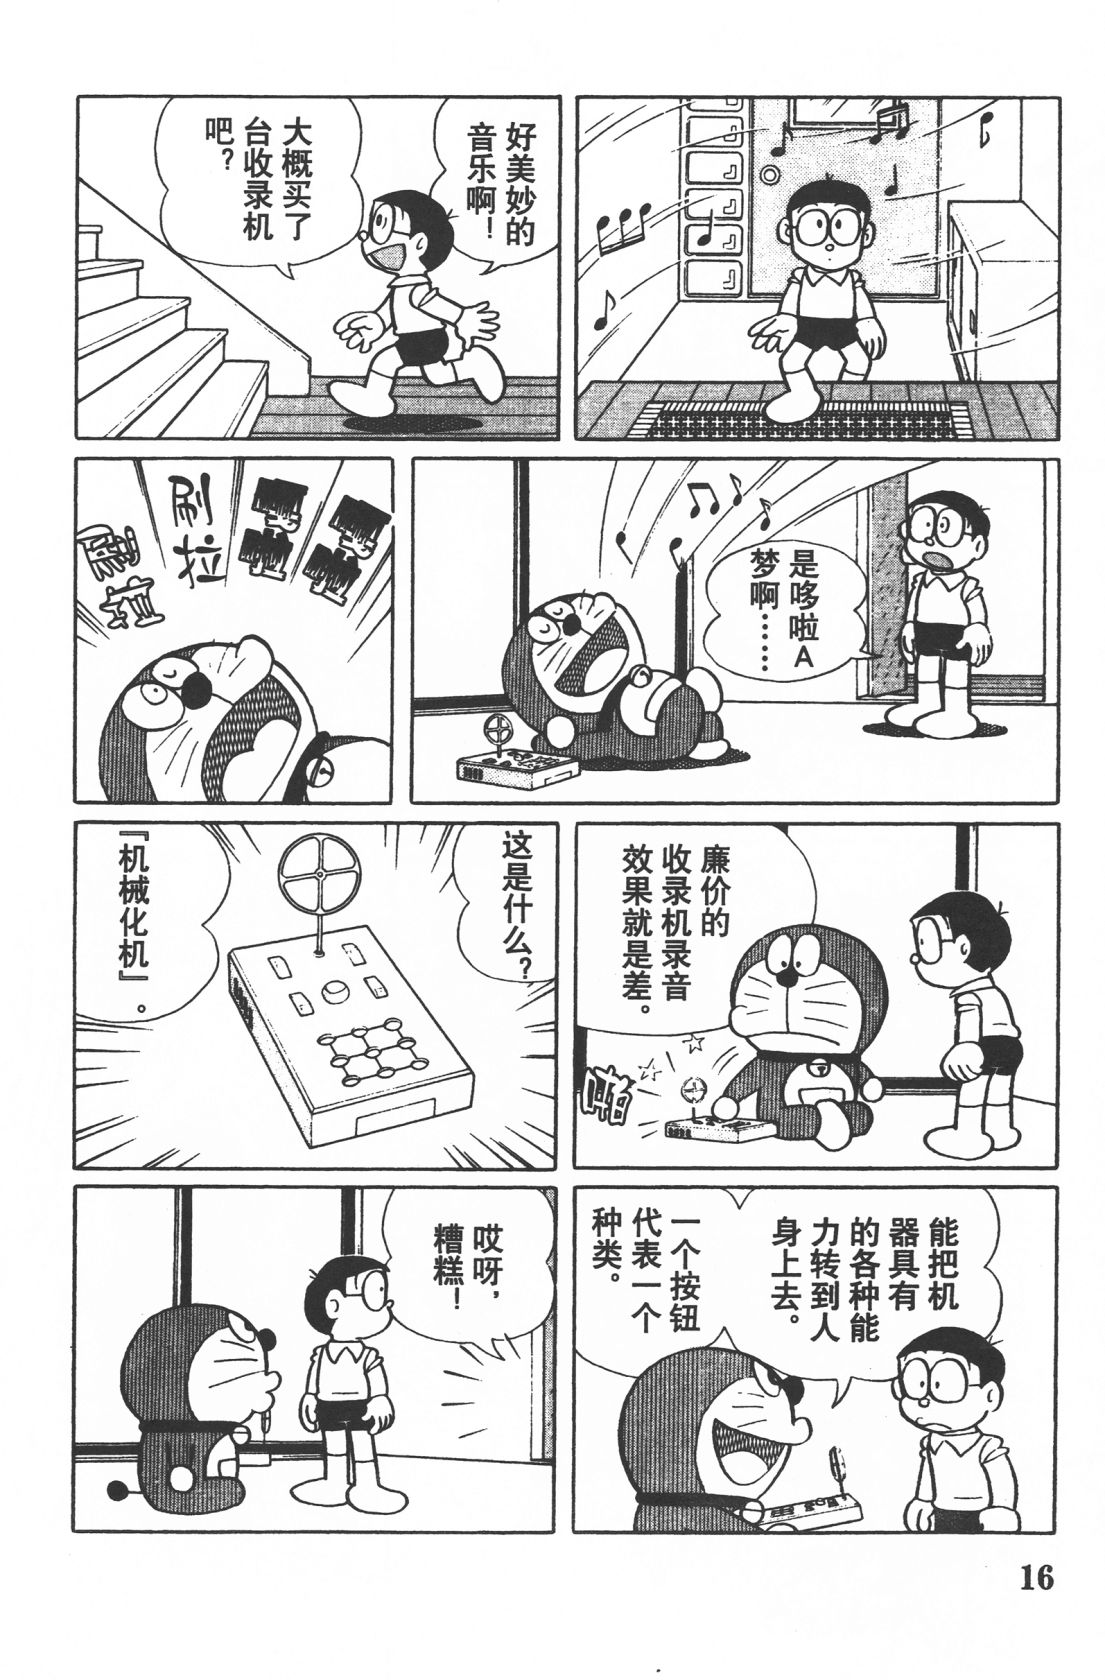 好美妙的
音乐啊！
大概买了
台收录机
吧？
是哆啦A
梦啊……
刷
拉
廉价的
收录机录音
效果就是差。
啪
这是什么？
『机械化机』。
能把机
器具有
的各种能
力转到人
身上去。
一个按钮
代表一个
种类。
哎呀，
糟糕！
16